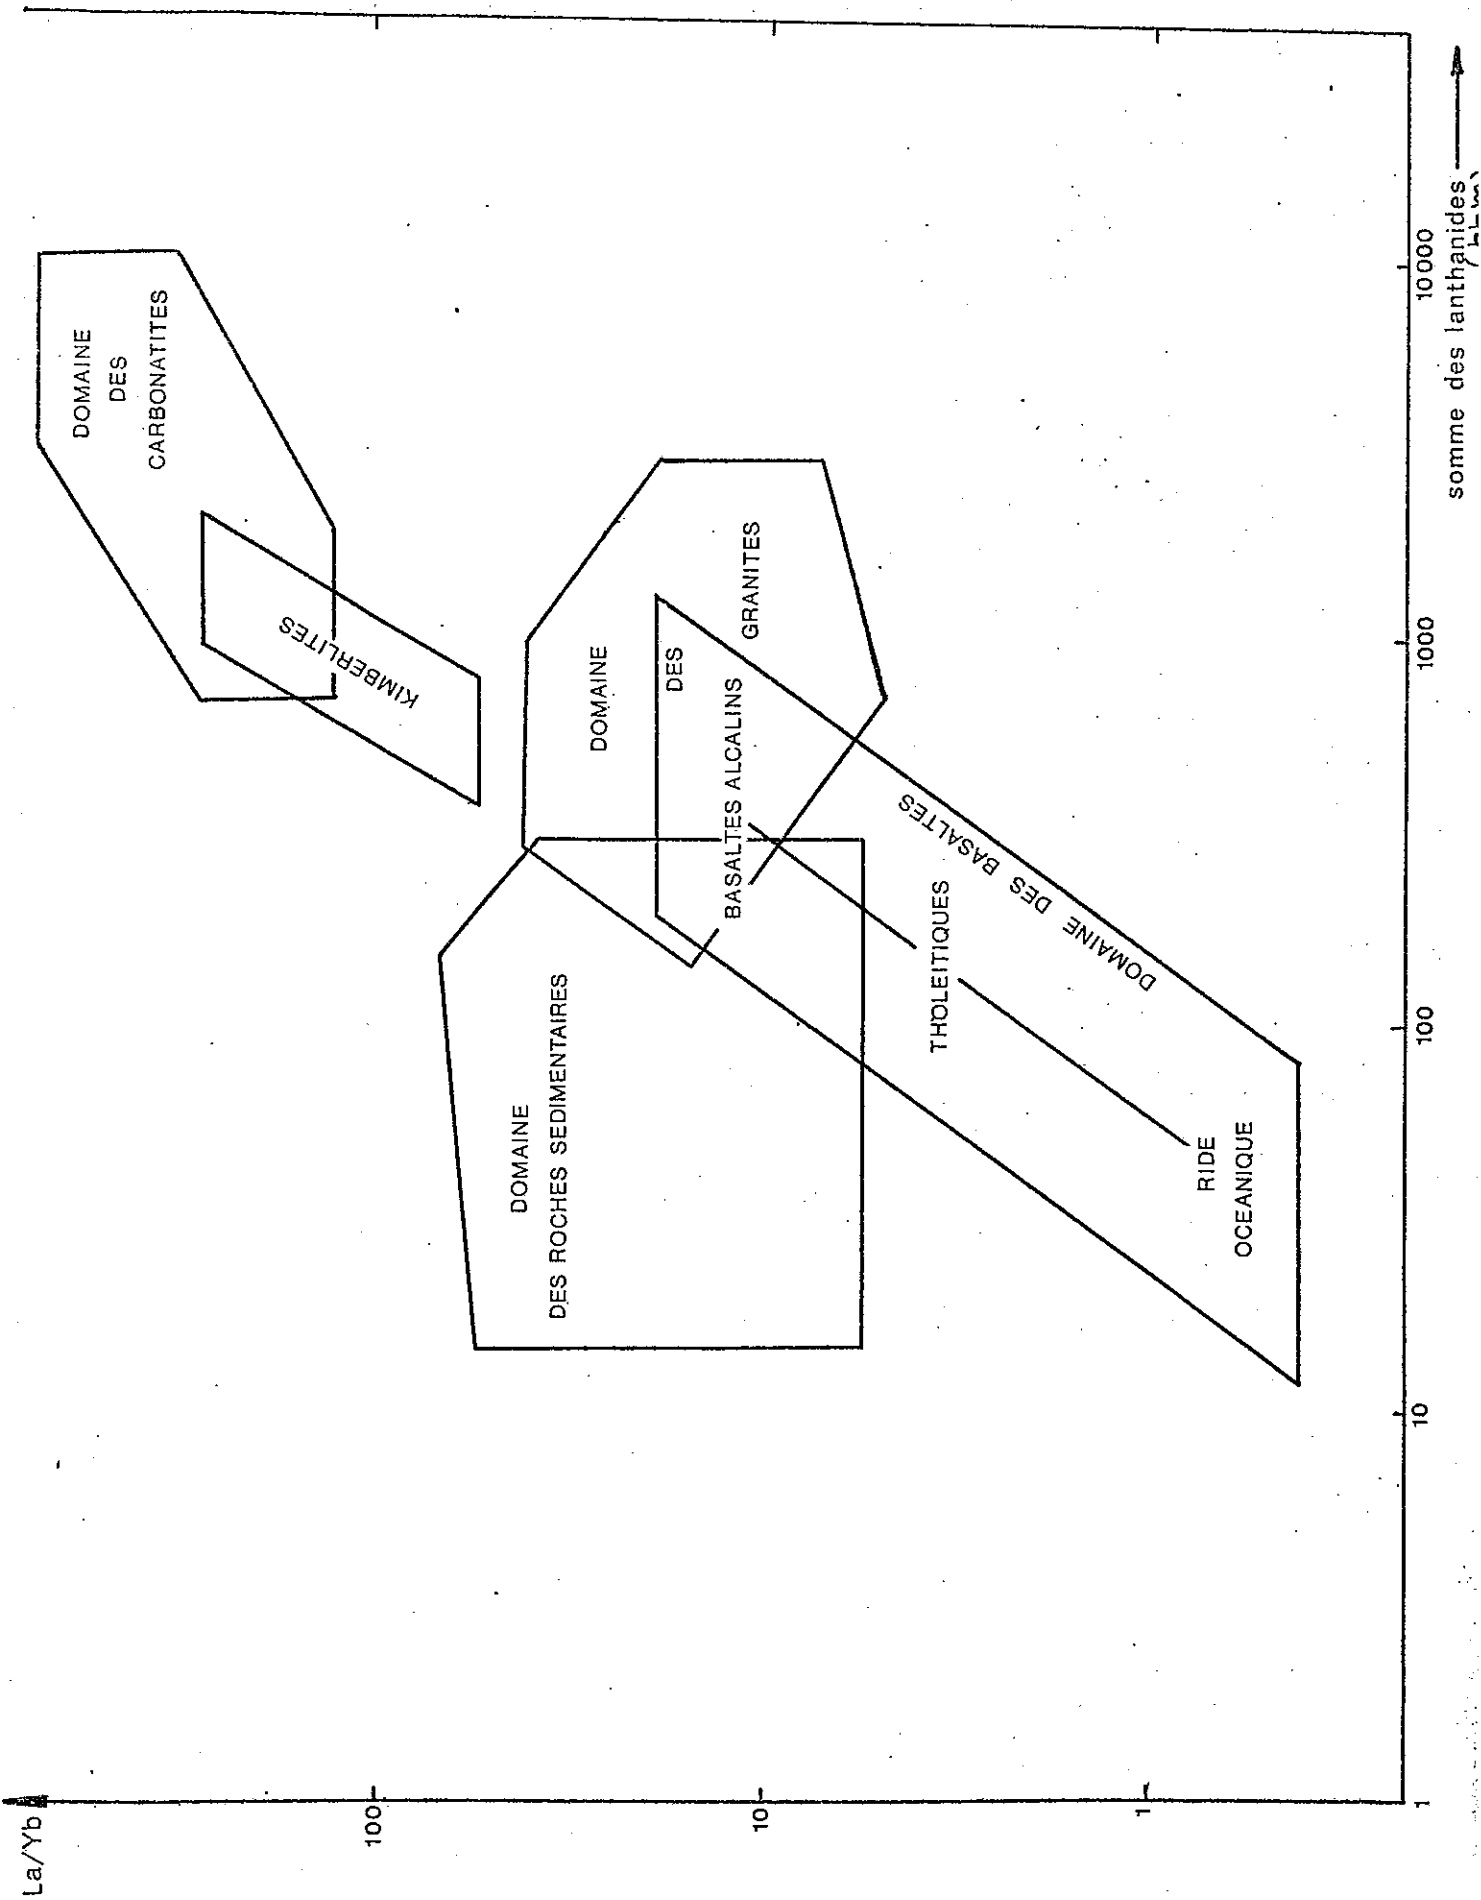 La/Yb
100
10
1
DOMAINE
DES
CARBONATITES
KIMBERLITES
DOMAINE
DES
GRANITES
DOMAINE
DES ROCHES SEDIMENTAIRES
BASALTES ALCALINS
THOLEITIQUES
DOMAINE DES BASALTES
RIDE
OCEANIQUE
1
10
100
1000
10000
somme des lanthanides